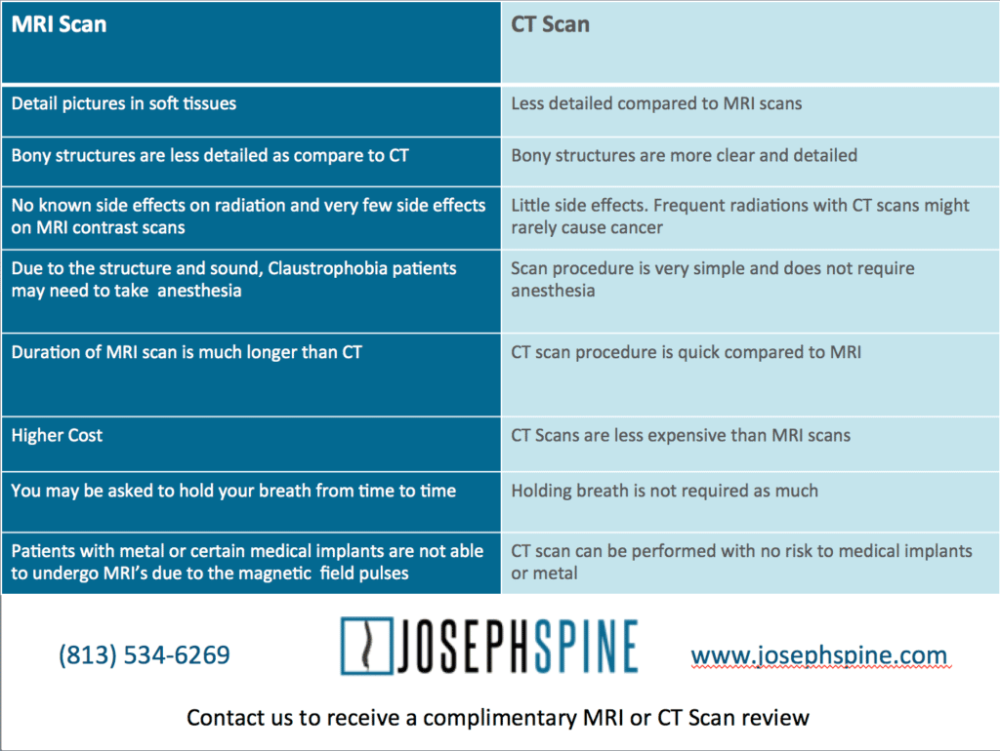 MRI Scan
CT Scan
Detail pictures in soft tissues
Less detailed compared to MRI scans
Bony structures are less detailed as compare to CT
Bony structures are more clear and detailed
No known side effects on radiation and very few side effects
on MRI contrast scans
Little side effects. Frequent radiations with CT scans might
rarely cause cancer
Due to the structure and sound, Claustrophobia patients
may need to take  anesthesia
Scan procedure is very simple and does not require
anesthesia
Duration of MRI scan is much longer than CT
CT scan procedure is quick compared to MRI
Higher Cost
CT Scans are less expensive than MRI scans
You may be asked to hold your breath from time to time
Holding breath is not required as much
Patients with metal or certain medical implants are not able
to undergo MRI’s due to the magnetic  field pulses
CT scan can be performed with no risk to medical implants
or metal
(813) 534-6269
JOSEPHSPINE
www.josephspine.com
Contact us to receive a complimentary MRI or CT Scan review